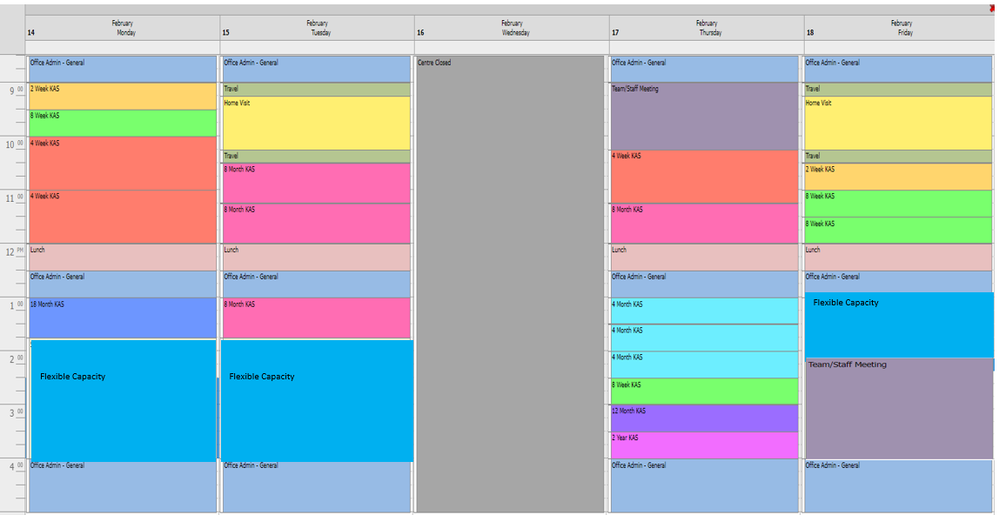 February
Monday
14
February
Tuesday
15
February
Wednesday
16
February
Thursday
17
February
Friday
18
9 00
10 00
11 00
12 PM
1 00
2 00
3 00
4 00
Office Admin - General
2 Week KAS
8 Week KAS
4 Week KAS
4 Week KAS
Lunch
Office Admin - General
18 Month KAS
Flexible Capacity
Office Admin - General
Office Admin - General
Travel
Home Visit
Travel
8 Month KAS
8 Month KAS
Lunch
Office Admin - General
8 Month KAS
Flexible Capacity
Office Admin - General
Centre Closed
Office Admin - General
Team/Staff Meeting
4 Week KAS
8 Month KAS
Lunch
Office Admin - General
4 Month KAS
4 Month KAS
4 Month KAS
8 Week KAS
12 Month KAS
2 Year KAS
Office Admin - General
Office Admin - General
Travel
Home Visit
Travel
2 Week KAS
8 Week KAS
8 Week KAS
Lunch
Office Admin - General
Flexible Capacity
Team/Staff Meeting
Office Admin - General